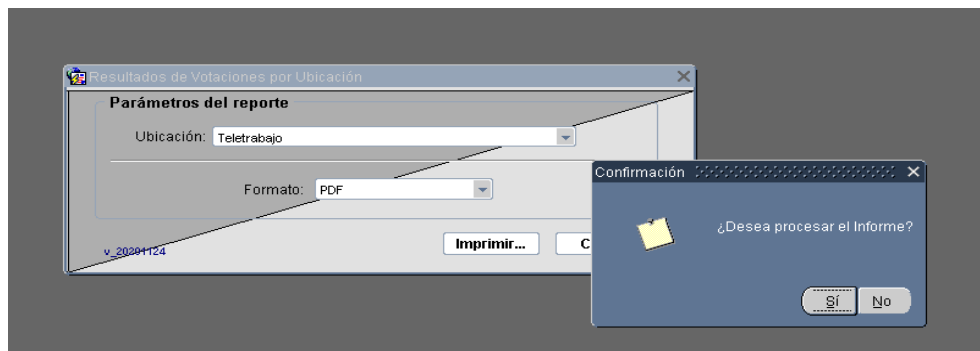 Resultados de Votaciones por Ubicación
Parámetros del reporte
Ubicación: Teletrabajo
Formato: PDF
v_20201124
Imprimir...
C
Confirmación
¿Desea procesar el Informe?
Sí No